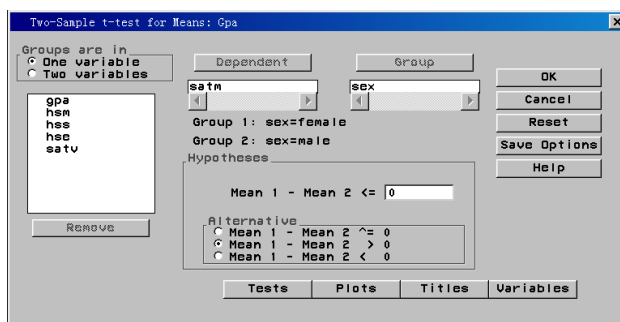 Two-Sample t-test for Means: Gpa
Groups are in
One variable
Two variables
gpa
hsm
hss
hse
satv
Remove
Dependent
Group
satm
sex
Group 1: sex=female
Group 2: sex=male
Hypotheses
Mean 1 - Mean 2 <= 0
Alternative
Mean 1 - Mean 2 ^= 0
Mean 1 - Mean 2 > 0
Mean 1 - Mean 2 < 0
OK
Cancel
Reset
Save Options
Help
Tests
Plots
Titles
Variables